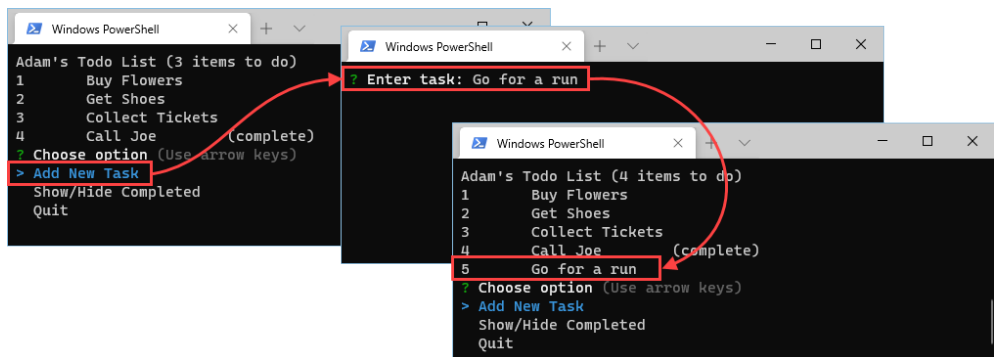 Windows PowerShell
Adam's Todo List (3 items to do)
1 Buy Flowers
2 Get Shoes
3 Collect Tickets
4 Call Joe (complete)
? Choose option (Use arrow keys)
> Add New Task
Show/Hide Completed
Quit
Windows PowerShell
? Enter task: Go for a run
Windows PowerShell
Adam's Todo List (4 items to do)
1 Buy Flowers
2 Get Shoes
3 Collect Tickets
4 Call Joe (complete)
5 Go for a run
? Choose option (Use arrow keys)
> Add New Task
Show/Hide Completed
Quit